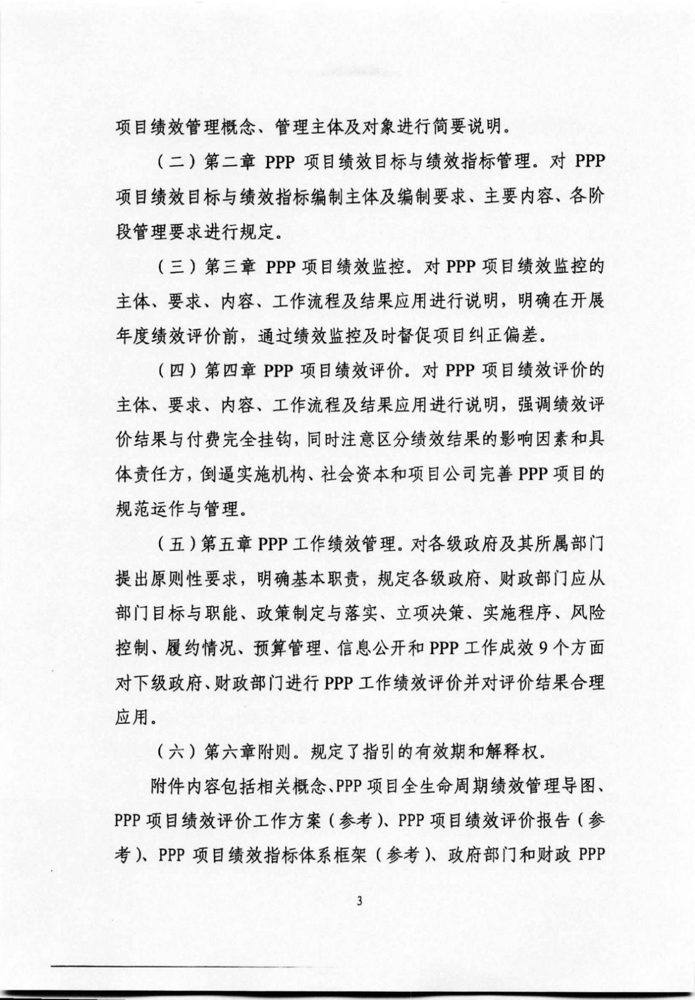 项目绩效管理概念、管理主体及对象进行简要说明。
（二）第二章 PPP 项目绩效目标与绩效指标管理。对 PPP
项目绩效目标与绩效指标编制主体及编制要求、主要内容、各阶
段管理要求进行规定。
（三）第三章 PPP 项目绩效监控。对 PPP 项目绩效监控的
主体、要求、内容、工作流程及结果应用进行说明，明确在开展
年度绩效评价前，通过绩效监控及时督促项目纠正偏差。
（四）第四章 PPP 项目绩效评价。对 PPP 项目绩效评价的
主体、要求、内容、工作流程及结果应用进行说明，强调绩效评
价结果与付费完全挂钩，同时注意区分绩效结果的影响因素和具
体责任方，倒逼实施机构、社会资本和项目公司完善 PPP 项目的
规范运作与管理。
（五）第五章 PPP 工作绩效管理。对各级政府及其所属部门
提出原则性要求，明确基本职责，规定各级政府、财政部门应从
部门目标与职能、政策制定与落实、立项决策、实施程序、风险
控制、履约情况、预算管理、信息公开和 PPP 工作成效 9 个方面
对下级政府、财政部门进行 PPP 工作绩效评价并对评价结果合理
应用。
（六）第六章附则。规定了指引的有效期和解释权。
附件内容包括相关概念、PPP 项目全生命周期绩效管理导图、
PPP 项目绩效评价工作方案（参考）、PPP 项目绩效评价报告（参
考）、PPP 项目绩效指标体系框架（参考）、政府部门和财政 PPP
3